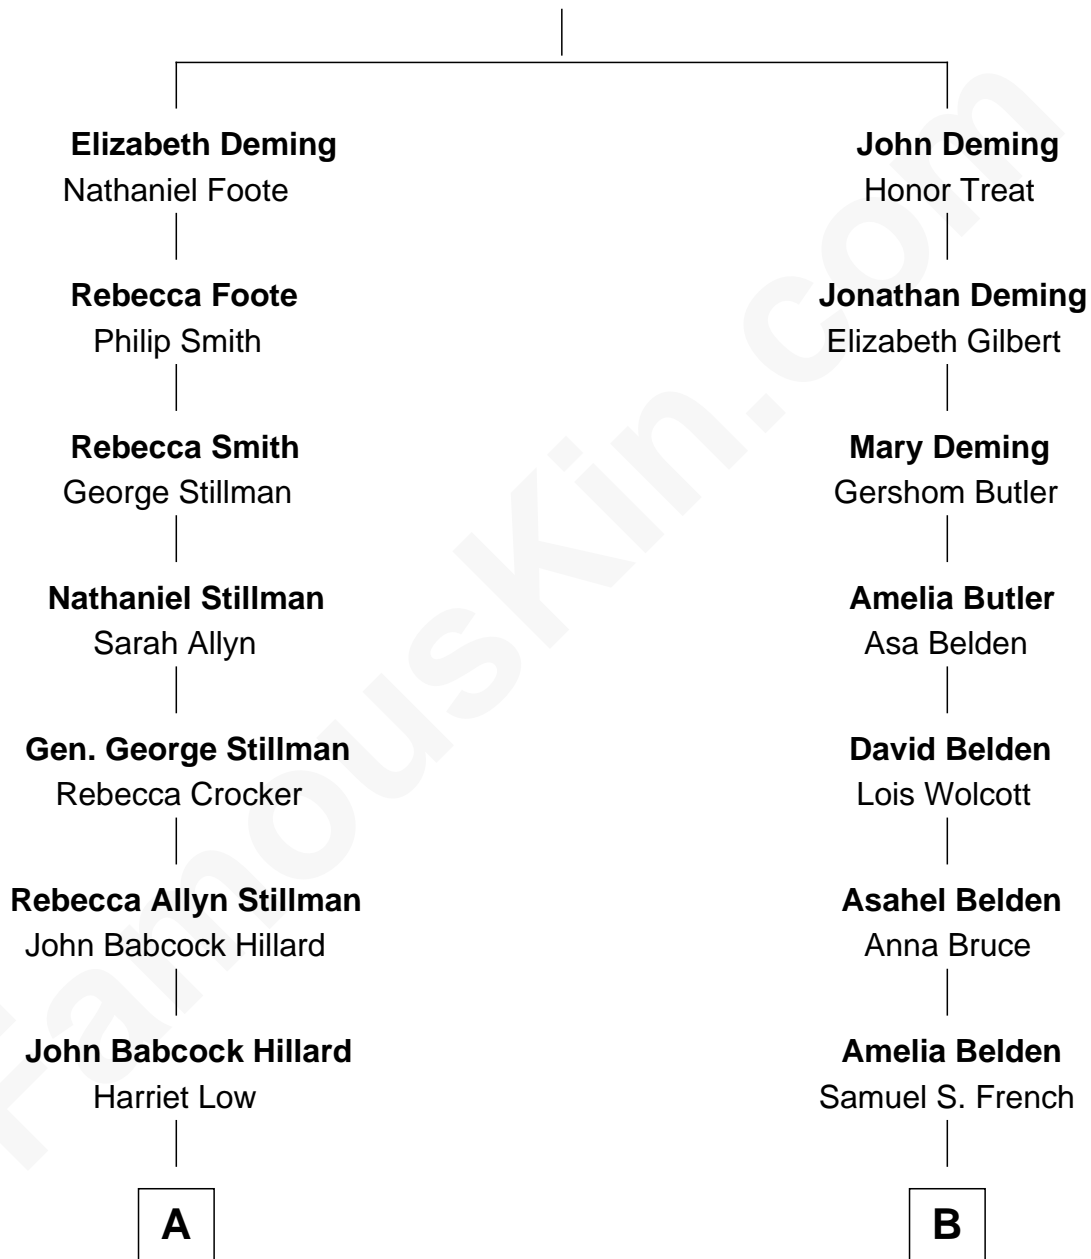 Elizabeth Deming
Nathaniel Foote
Rebecca Foote
Philip Smith
Rebecca Smith
George Stillman
Nathaniel Stillman
Sarah Allyn
Gen. George Stillman
Rebecca Crocker
Rebecca Allyn Stillman
John Babcock Hillard
John Babcock Hillard
Harriet Low
A
John Deming
Honor Treat
Jonathan Deming
Elizabeth Gilbert
Mary Deming
Gershom Butler
Amelia Butler
Asa Belden
David Belden
Lois Wolcott
Asahel Belden
Anna Bruce
Amelia Belden
Samuel S. French
B
FamousKin.com